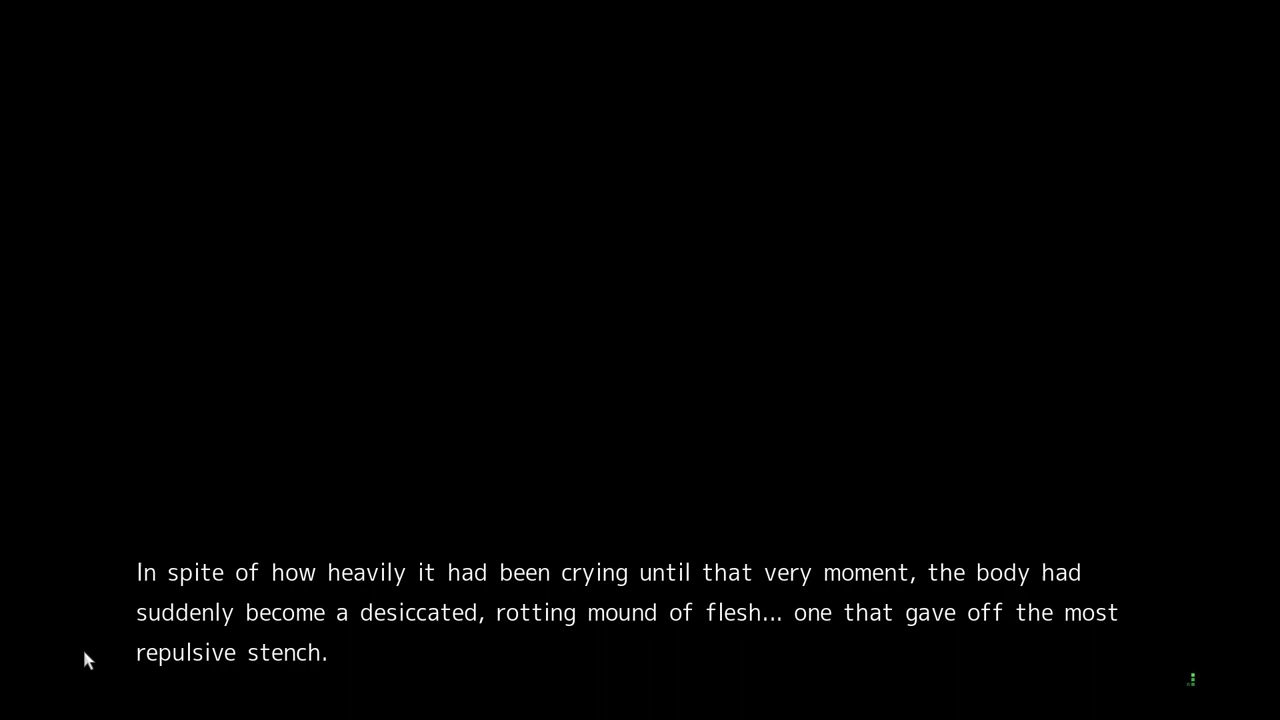 In spite of how heavily it had been crying until that very moment, the body had
suddenly become a desiccated, rotting mound of flesh... one that gave off the most
repulsive stench.